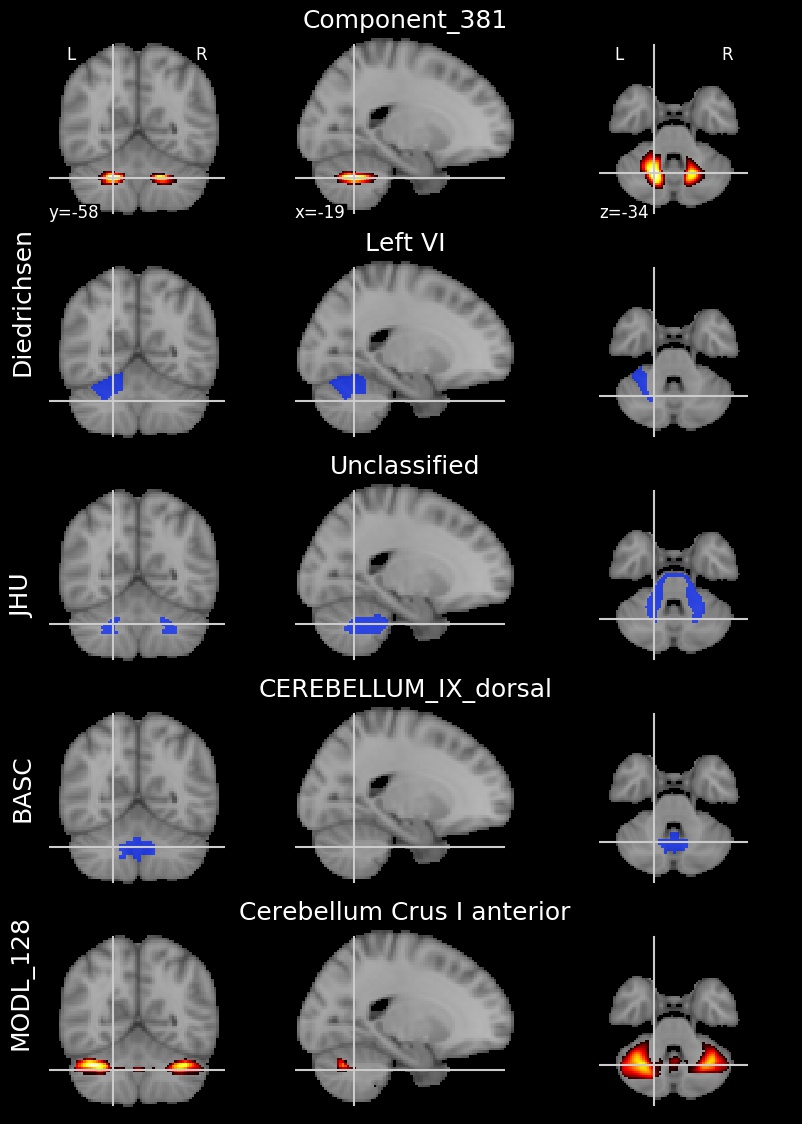 Component_381
L R
L R
y=-58
x=-19
z=-34
Diedrichsen
Left VI
JHU
Unclassified
BASC
CEREBELLUM_IX_dorsal
MODL_128
Cerebellum Crus I anterior